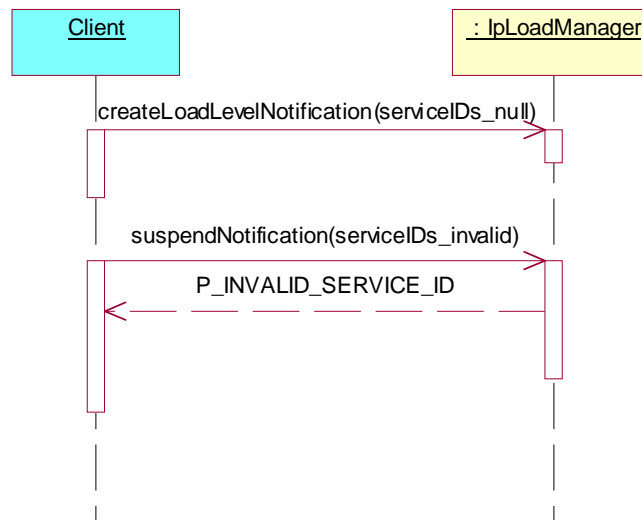 Client
: IpLoadManager
createLoadLevelNotification(serviceIDs_null)
suspendNotification(serviceIDs_invalid)
P_INVALID_SERVICE_ID